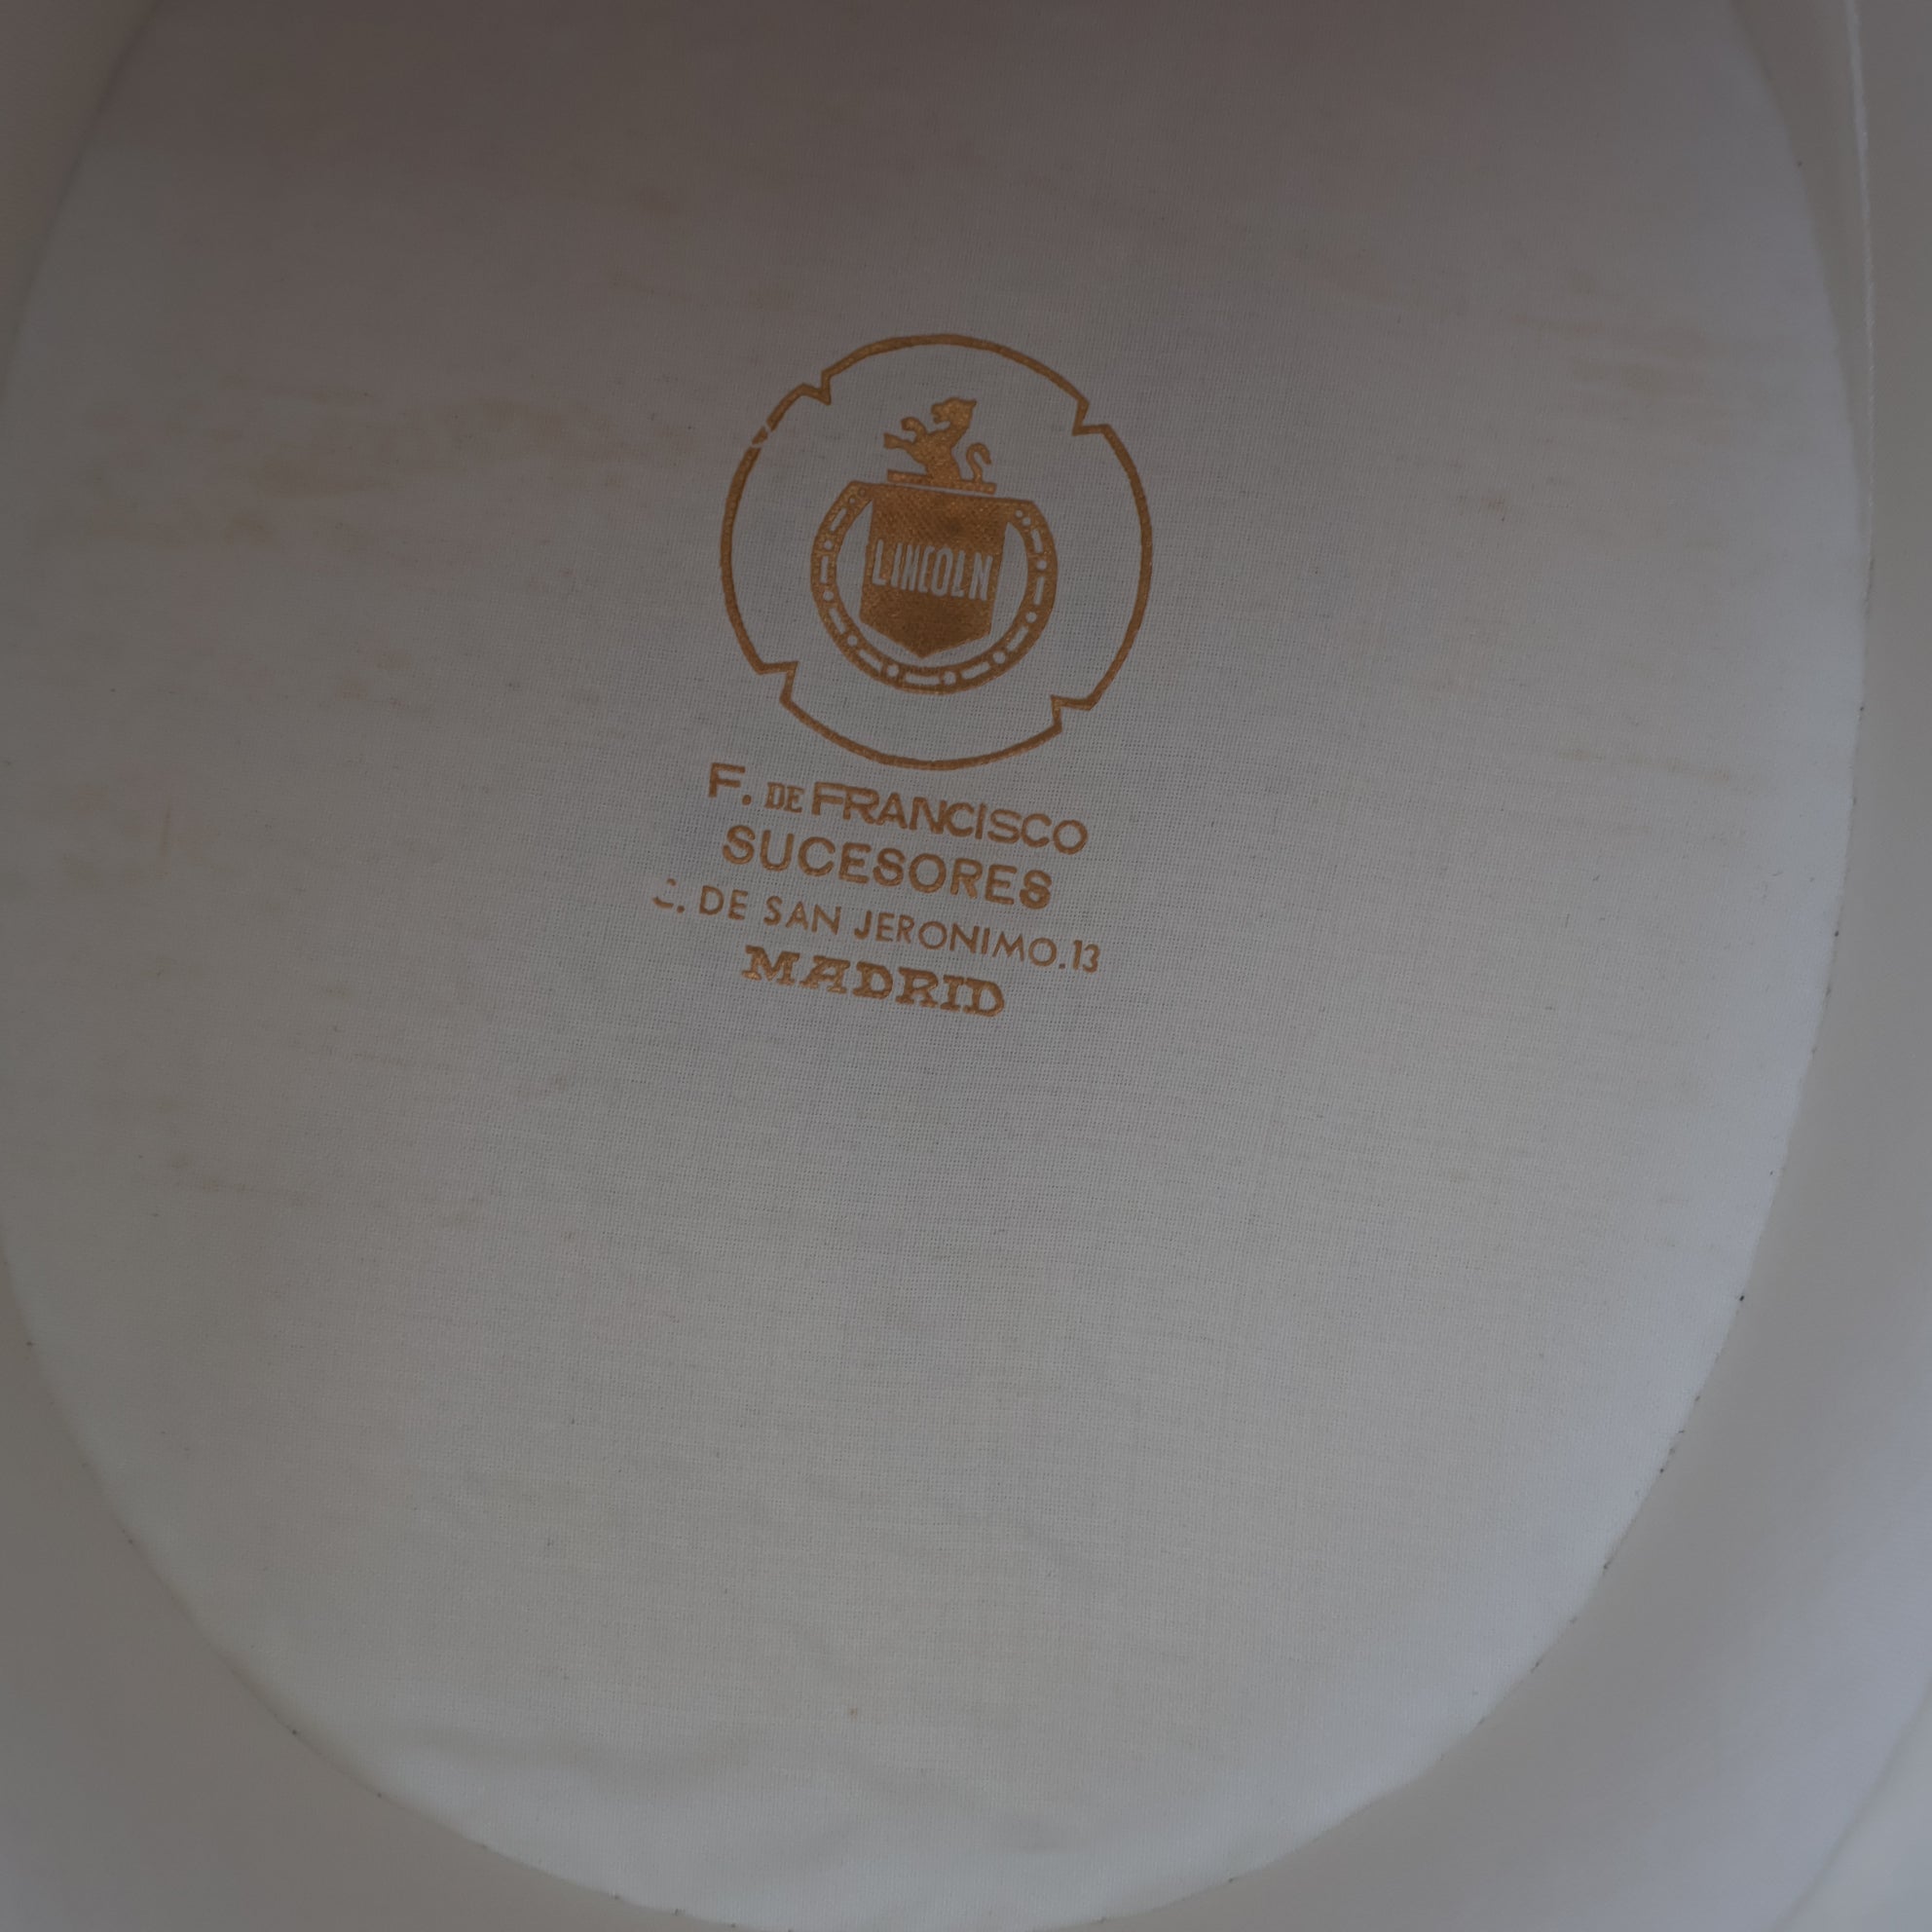 LINCOLN
F. DE FRANCISCO
SUCESORES
C. DE SAN JERONIMO. 13
MADRID